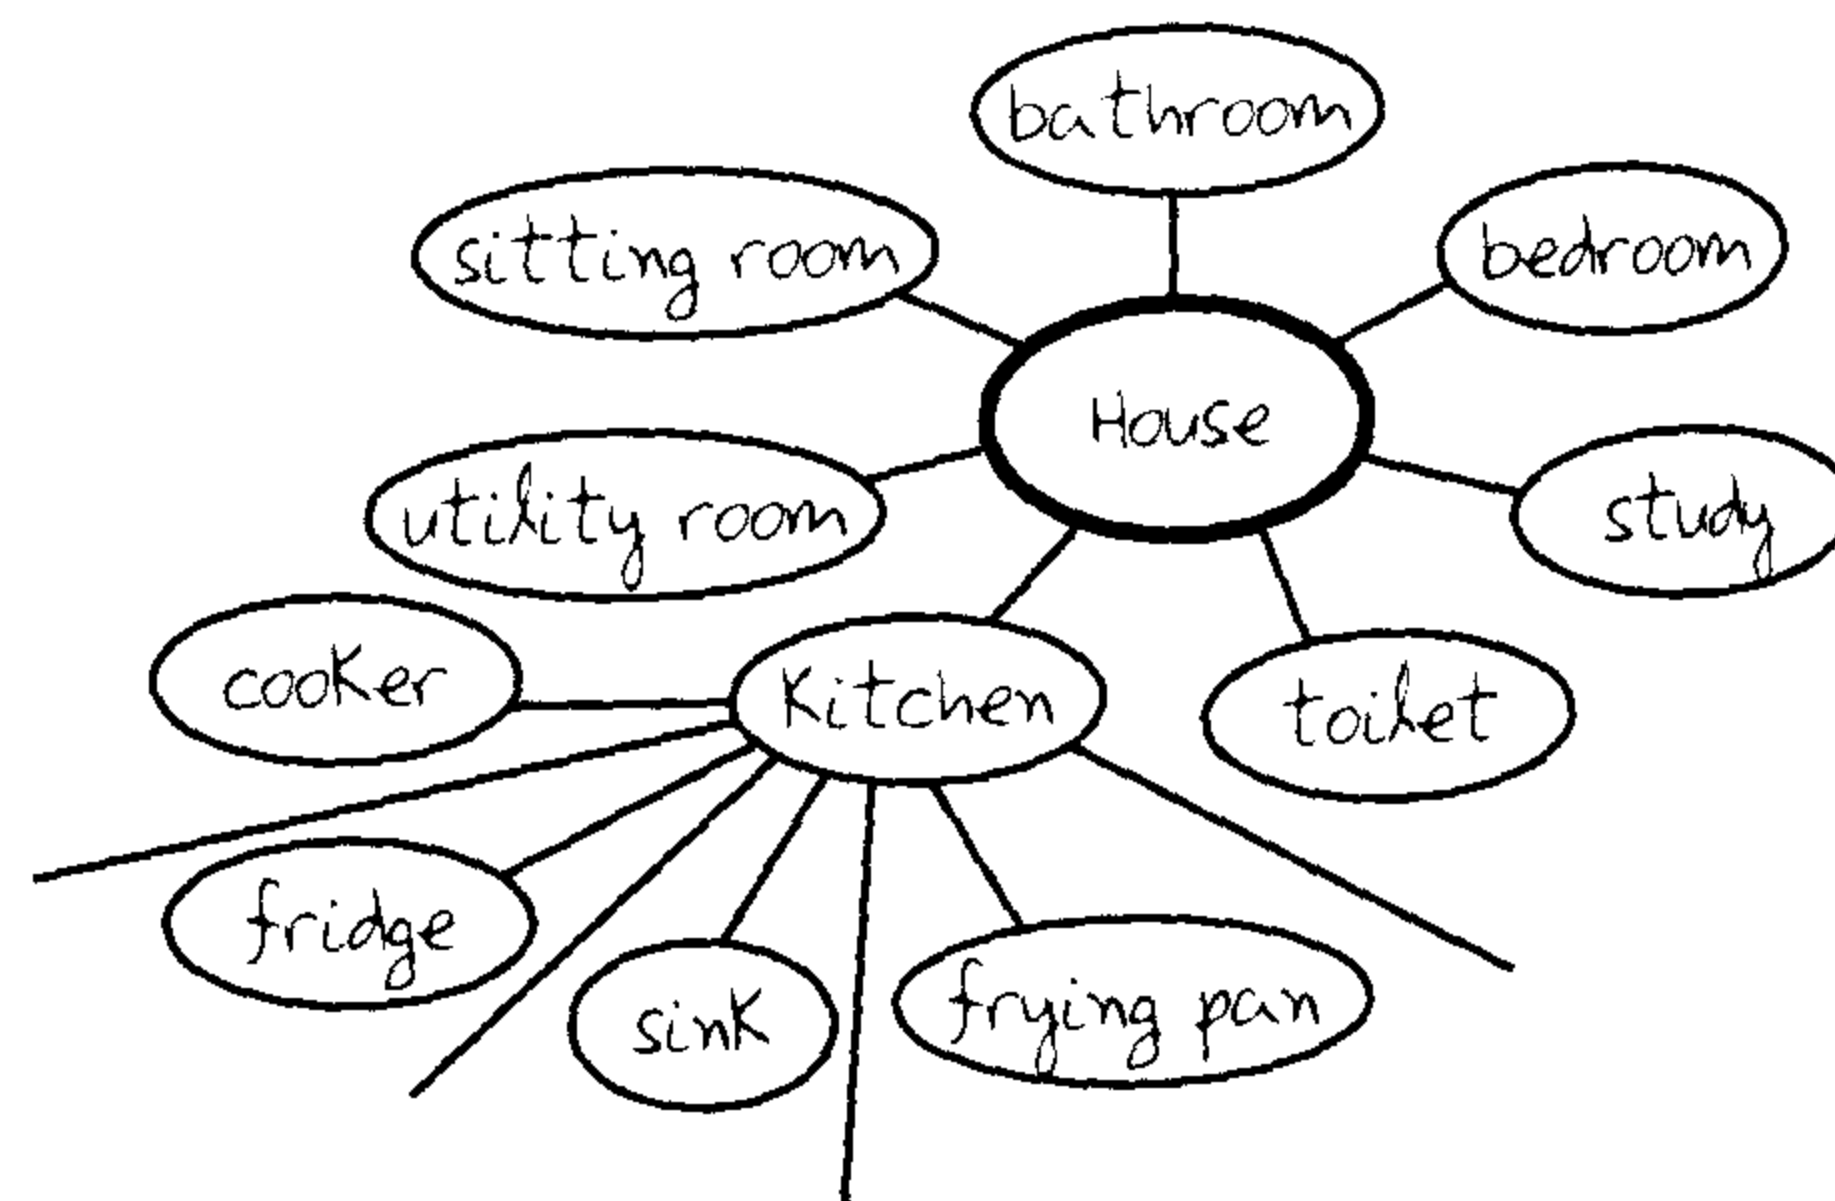 bathroom
sitting room
bedroom
House
utility room
study
cooker
Kitchen
toilet
fridge
sink
frying pan